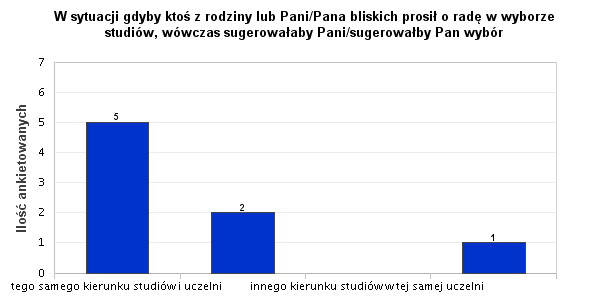 W sytuacji gdyby ktoś z rodziny lub Pani/Pana bliskich prosił o radę w wyborze
studiów, wówczas sugerowałaby Pani/sugerowałby Pan wybór
Ilość ankietowanych
7
6
5
4
3
2
1
0
5
2
1
tego samego kierunku studiów i uczelni
innego kierunku studiów w tej samej uczelni